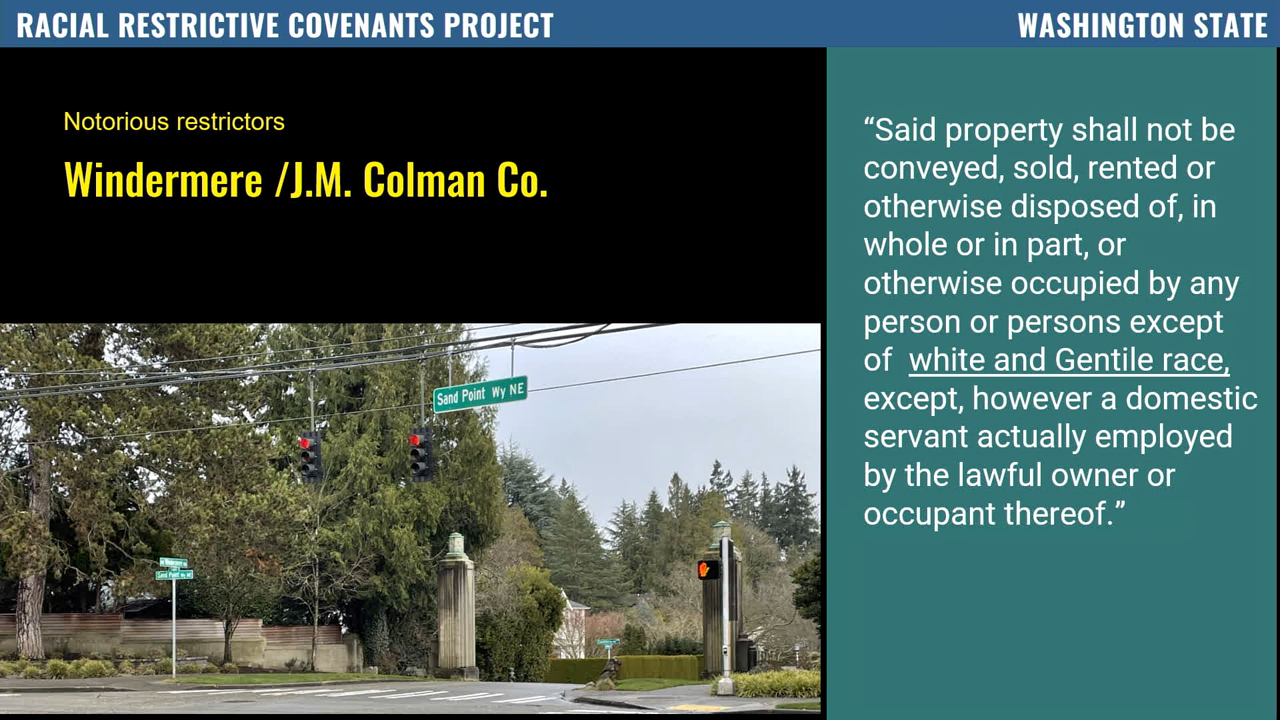 RACIAL RESTRICTIVE COVENANTS PROJECT
WASHINGTON STATE
Notorious restrictors
Windermere /J.M. Colman Co.
“Said property shall not be
conveyed, sold, rented or
otherwise disposed of, in
whole or in part, or
otherwise occupied by any
person or persons except
of white and Gentile race,
except, however a domestic
servant actually employed
by the lawful owner or
occupant thereof.”
Sand Point Wy NE
Windermere
Sand Point Wy NE